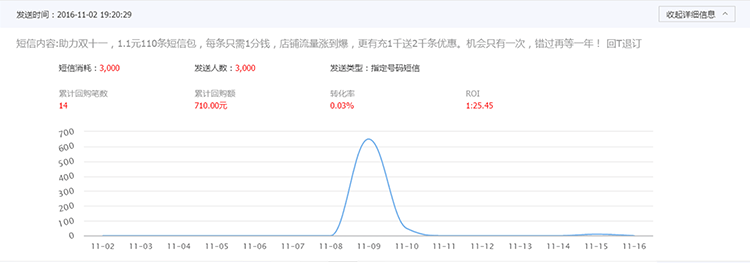 发送时间：2016-11-02 19:20:29 收起详细信息
短信内容:助力双十一，1.1元110条短信包，每条只需1分钱，店铺流量涨到爆，更有充1千送2千条优惠。机会只有一次，错过再等一年！ 回T退订
短信消耗：3,000 发送人数：3,000 发送类型：指定号码短信
累计回购笔数 累计回购额 转化率 ROI
14 710.00元 0.03% 1:25.45
700
600
500
400
300
200
100
0
11-02 11-03 11-04 11-05 11-06 11-07 11-08 11-09 11-10 11-11 11-12 11-13 11-14 11-15 11-16